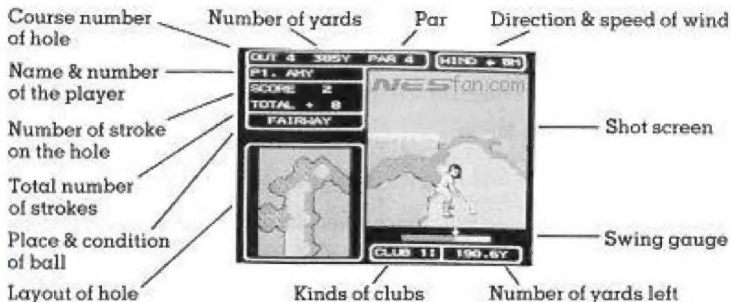 Course number
of hole
Number of yards
Par
Direction & speed of wind
OUT 4 385Y PAR 4
WIND ← 8M
Name & number
of the player
P1. AMY
SCORE 2
TOTAL + 8
FAIRWAY
NESfan.com
Number of stroke
on the hole
Shot screen
Total number
of strokes
Place & condition
of ball
Swing gauge
Layout of hole
CLUB 1I 190.6Y
Kinds of clubs
Number of yards left